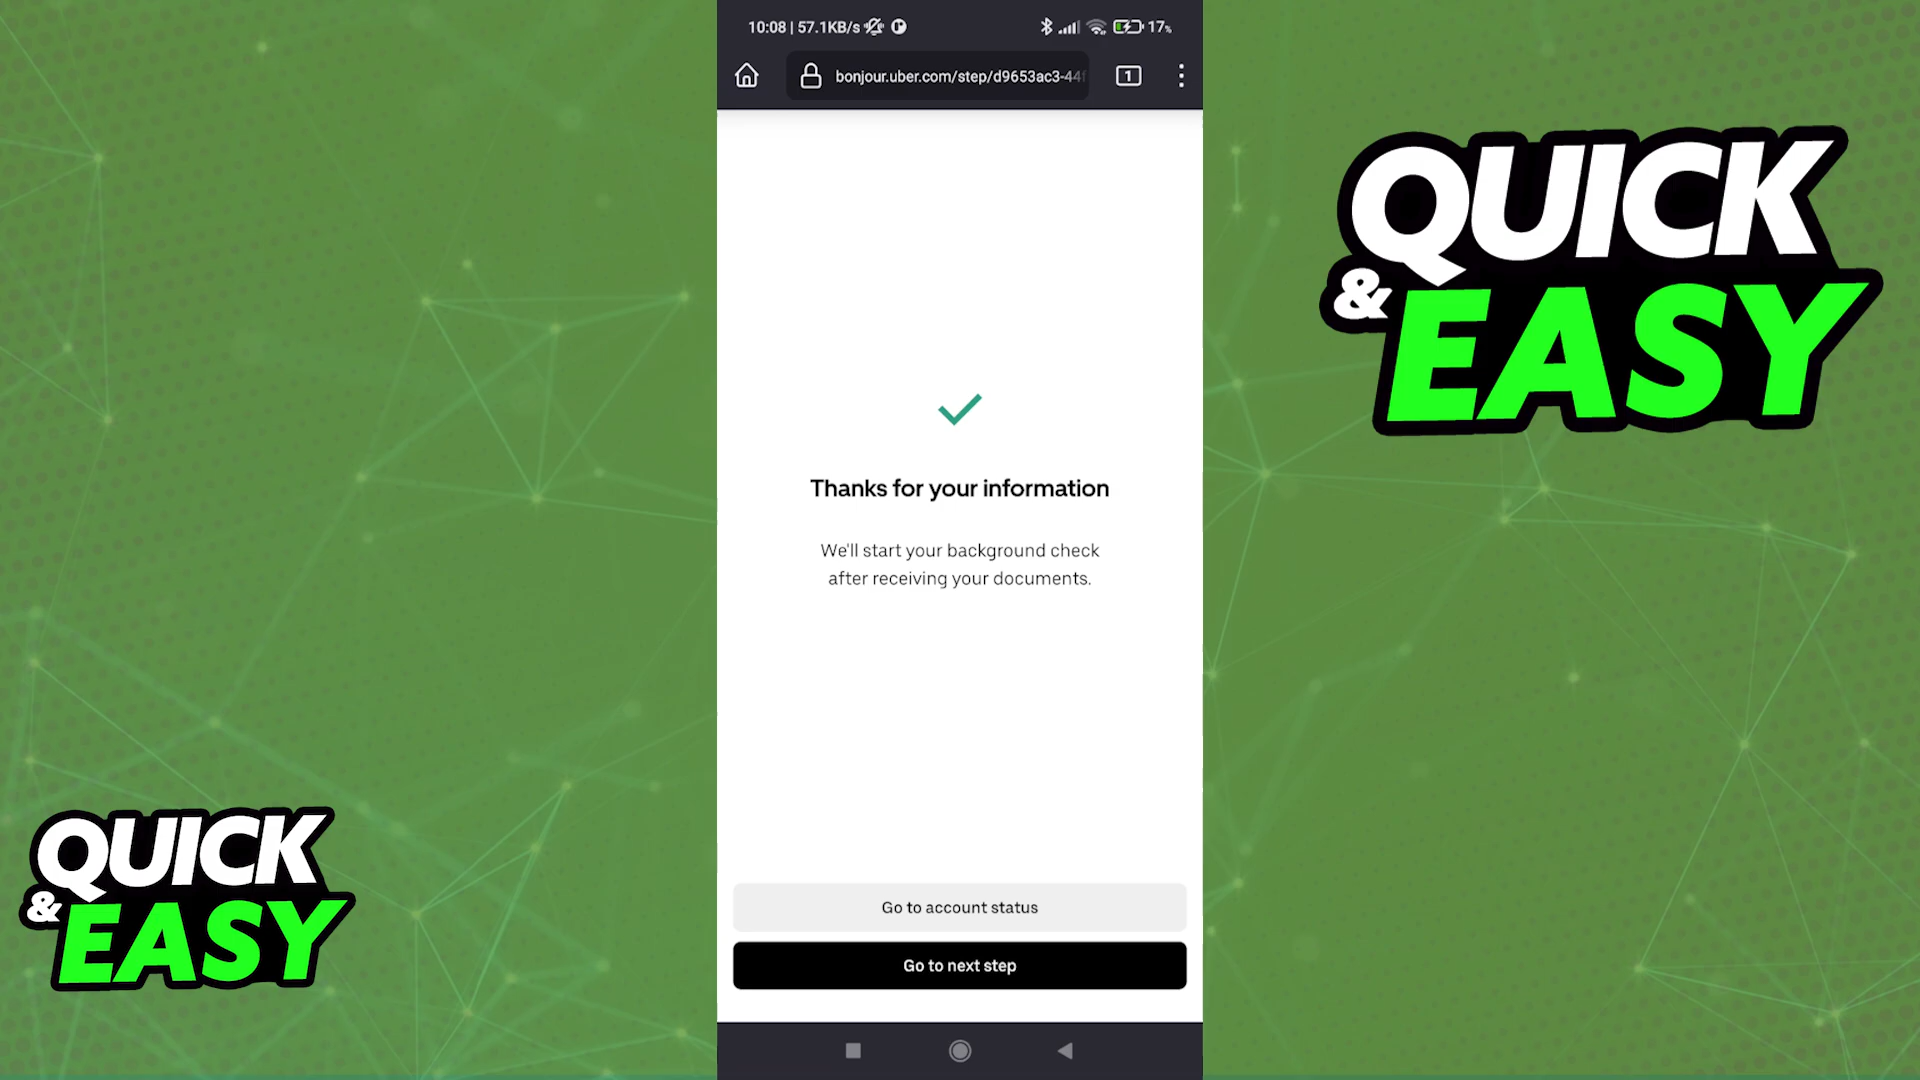 10:08 | 57.1KB/s
17%
bonjour.uber.com/step/d9653ac3-44f
1
Thanks for your information
We'll start your background check
after receiving your documents.
Go to account status
Go to next step
QUICK
& EASY
QUICK
& EASY